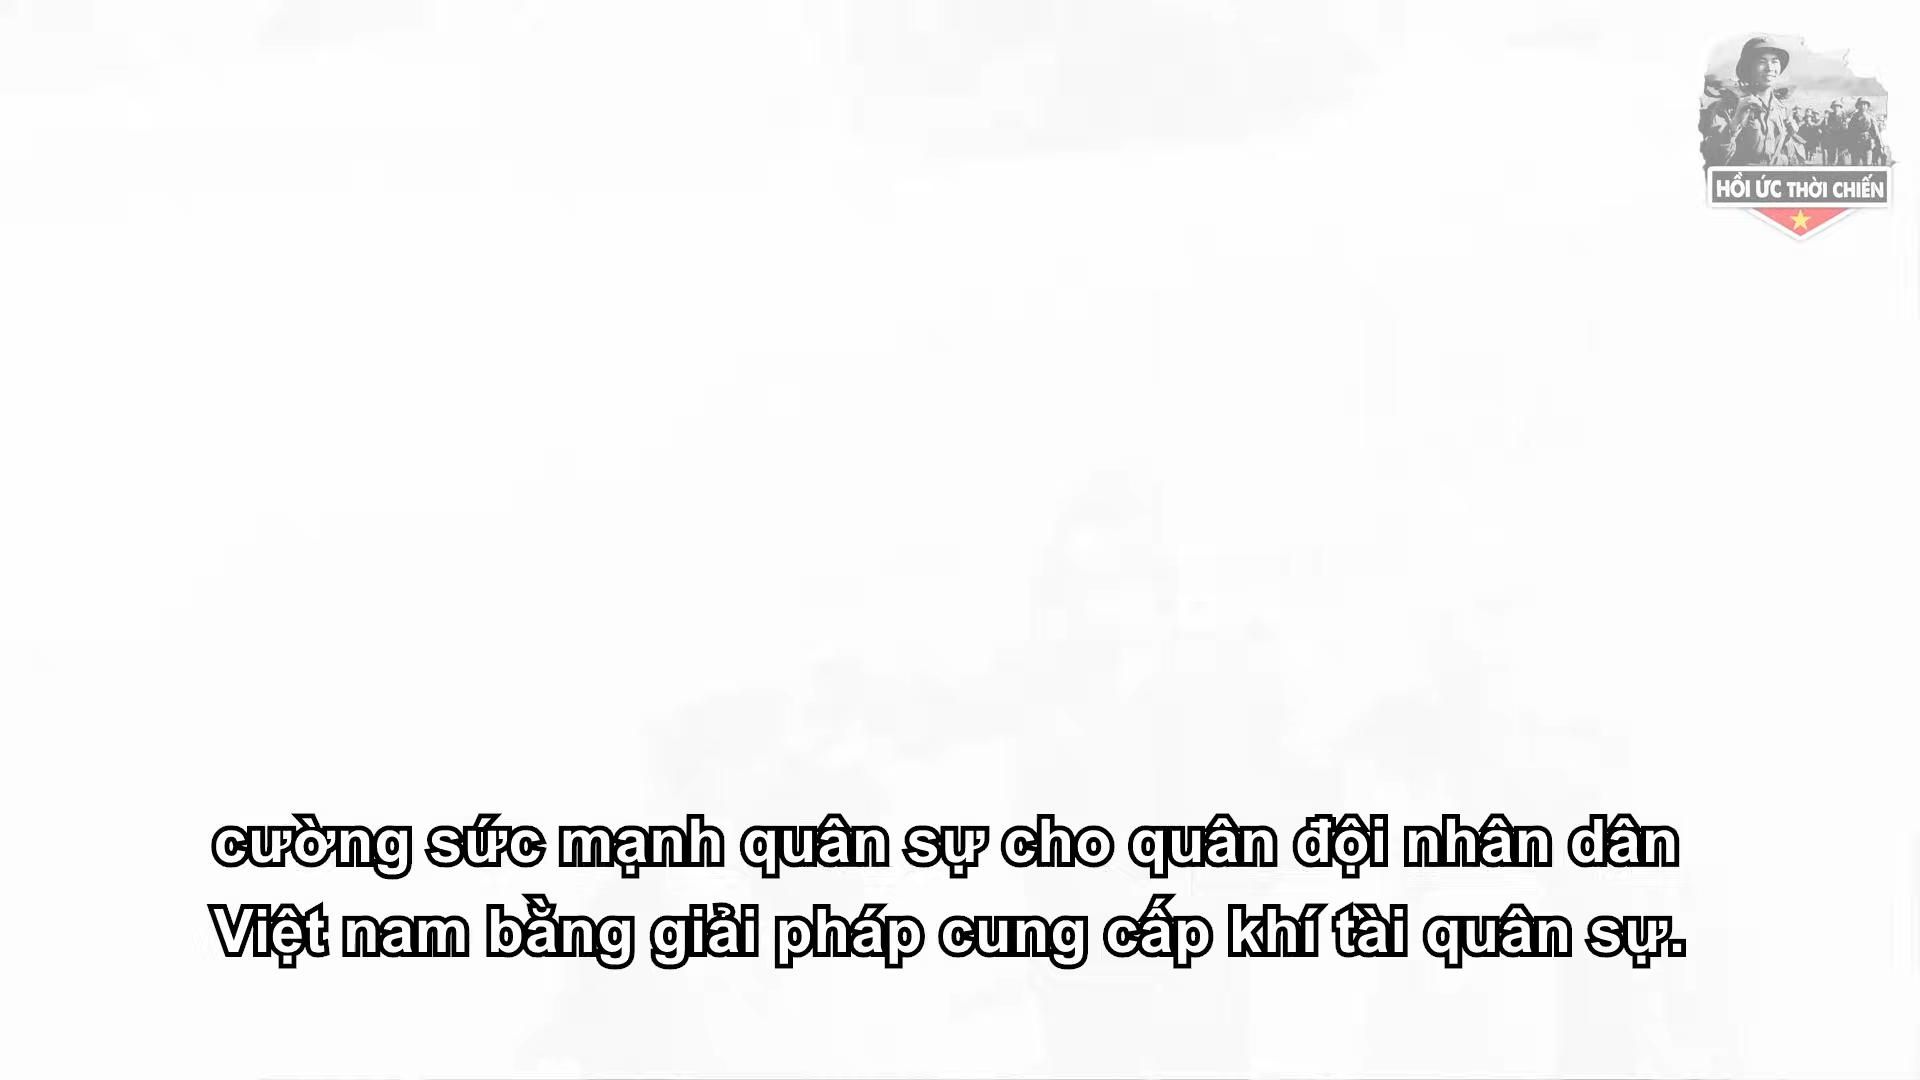 HỒI ỨC THỜI CHIẾN
cường sức mạnh quân sự cho quân đội nhân dân
Việt nam bằng giải pháp cung cấp khí tài quân sự.